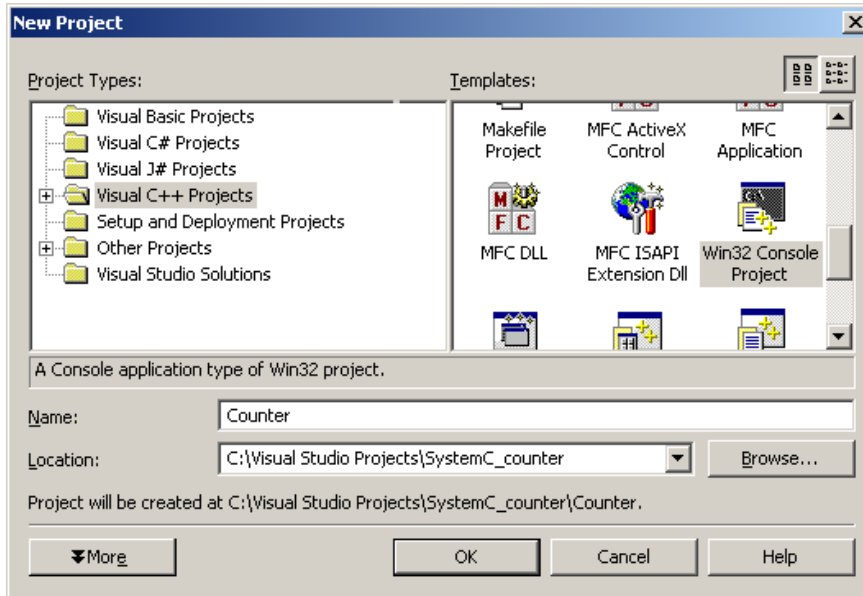 New Project
Project Types:
Templates:
Visual Basic Projects
Visual C# Projects
Visual J# Projects
Visual C++ Projects
Setup and Deployment Projects
Other Projects
Visual Studio Solutions
Makefile
Project
MFC ActiveX
Control
MFC
Application
MFC DLL
MFC ISAPI
Extension Dll
Win32 Console
Project
A Console application type of Win32 project.
Name:
Counter
Location:
C:\Visual Studio Projects\SystemC_counter
Browse...
Project will be created at C:\Visual Studio Projects\SystemC_counter\Counter.
More
OK
Cancel
Help